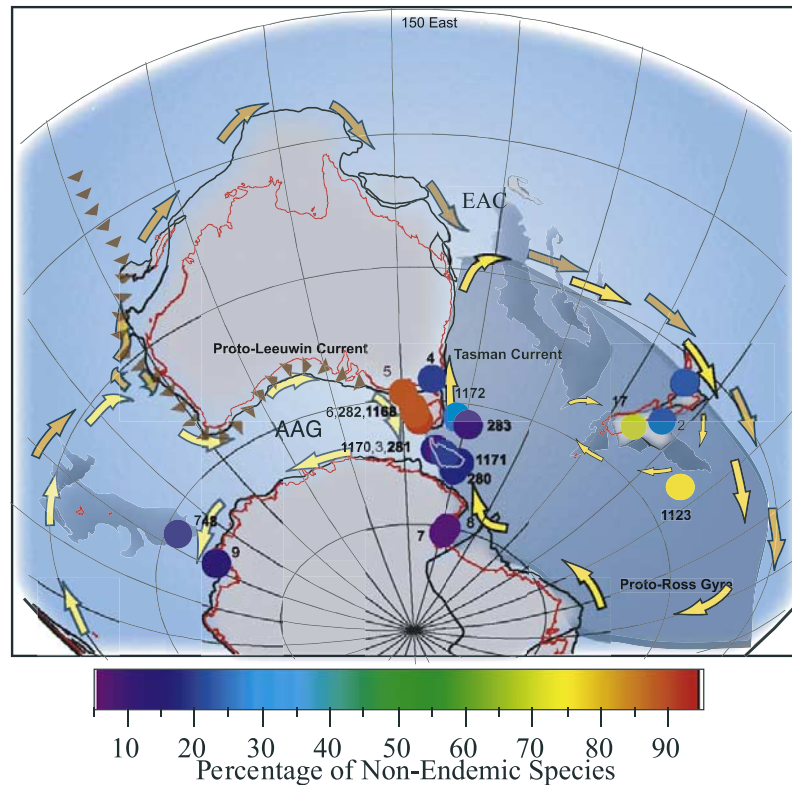 150 East
EAC
Proto-Leeuwin Current
4
Tasman Current
5
1172
6,282,1168
17
AAG
283
2
1170,3,281
1171
280
1123
748
8
7
9
Proto-Ross Gyre
10 20 30 40 50 60 70 80 90
Percentage of Non-Endemic Species